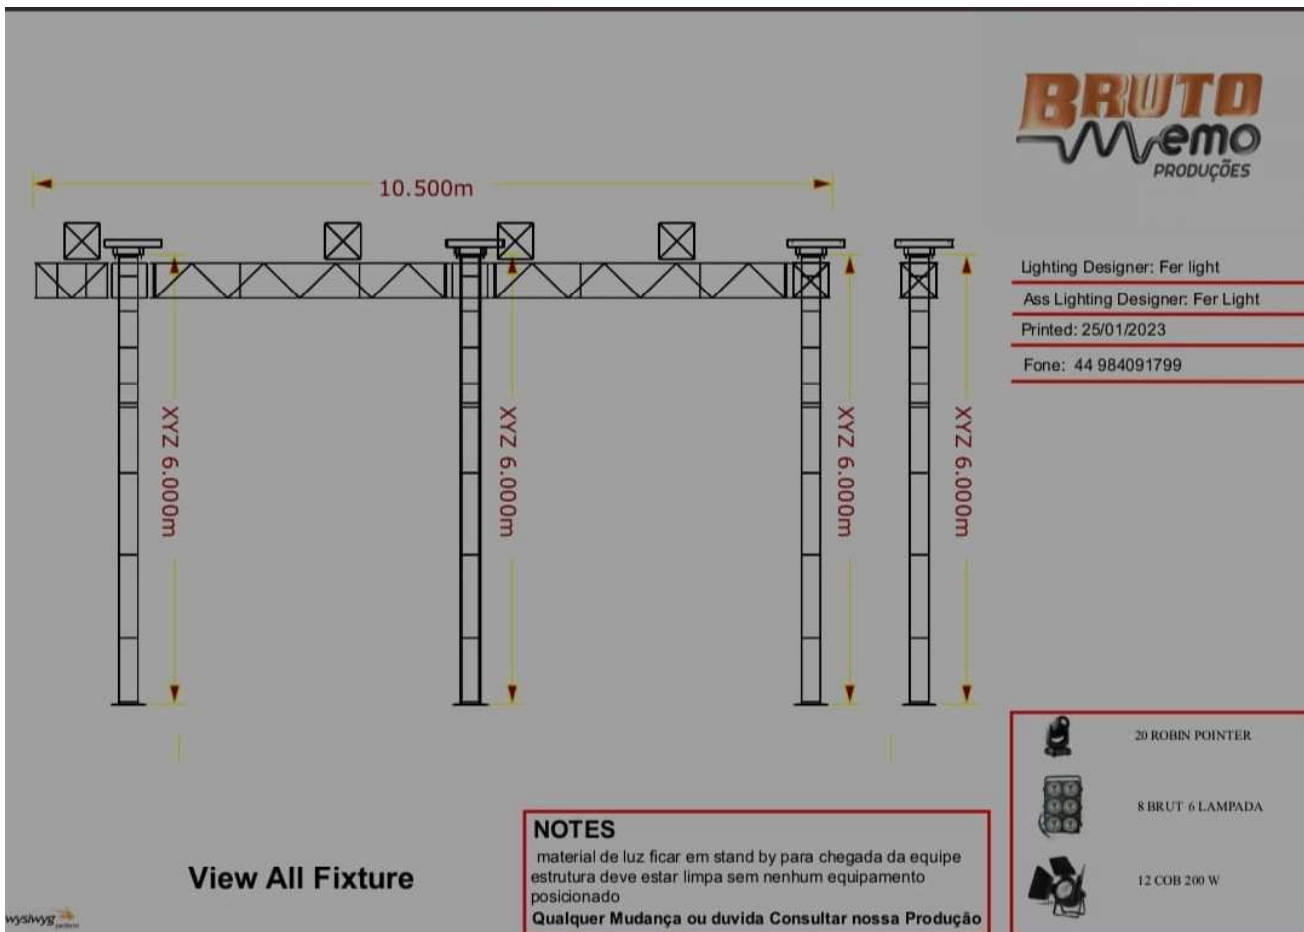 BRUTO
Memo
PRODUÇÕES
10.500m
XYZ 6.000m
XYZ 6.000m
XYZ 6.000m
XYZ 6.000m
Lighting Designer: Fer light
Ass Lighting Designer: Fer Light
Printed: 25/01/2023
Fone: 44 984091799
20 ROBIN POINTER
8 BRUT 6 LAMPADA
12 COB 200 W
View All Fixture
NOTES
material de luz ficar em stand by para chegada da equipe
estrutura deve estar limpa sem nenhum equipamento
posicionado
Qualquer Mudança ou duvida Consultar nossa Produção
wysiwyg